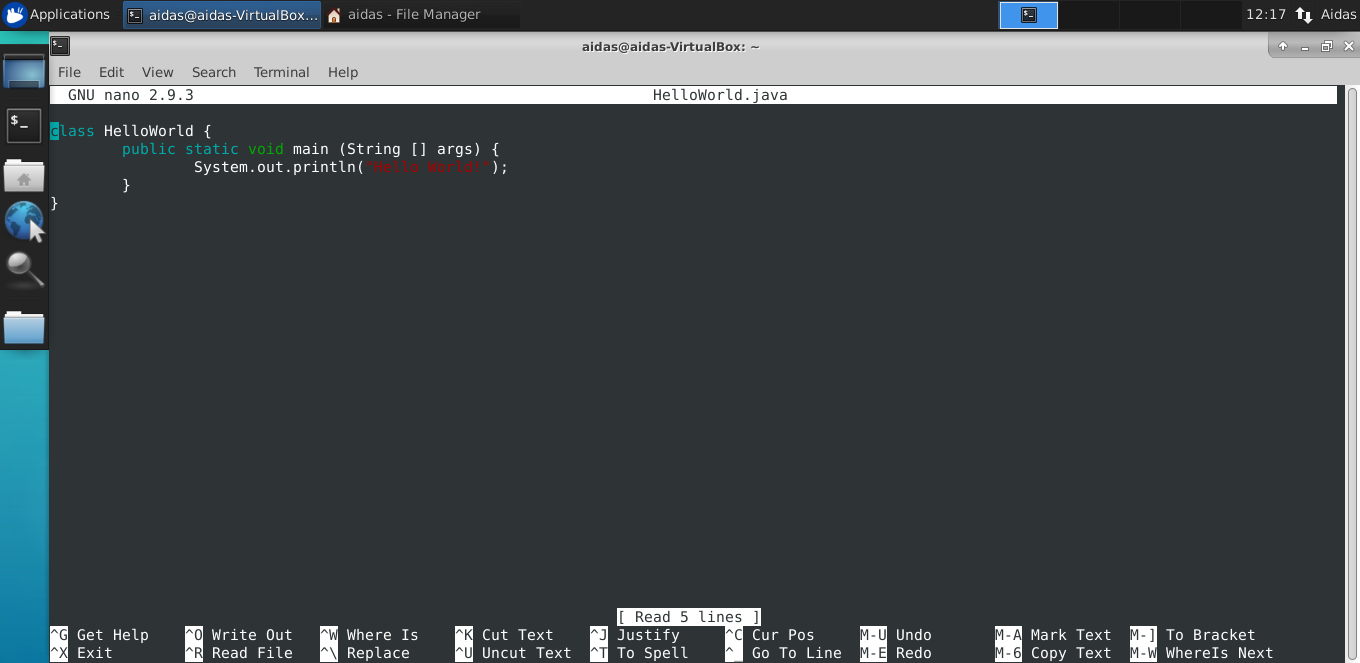 Applications aidas@aidas-VirtualBox... aidas - File Manager 12:17 Aidas
aidas@aidas-VirtualBox: ~
File Edit View Search Terminal Help
GNU nano 2.9.3 HelloWorld.java
class HelloWorld {
public static void main (String [] args) {
System.out.println("Hello World!");
}
}
[ Read 5 lines ]
^G Get Help ^O Write Out ^W Where Is ^K Cut Text ^J Justify ^C Cur Pos M-U Undo M-A Mark Text M-] To Bracket
^X Exit ^R Read File ^\ Replace ^U Uncut Text ^T To Spell ^_ Go To Line M-E Redo M-6 Copy Text M-W WhereIs Next